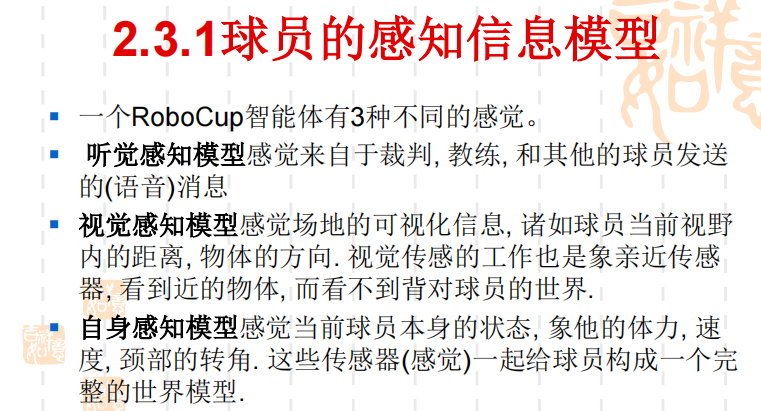 2.3.1球员的感知信息模型
一个RoboCup智能体有3种不同的感觉。
听觉感知模型感觉来自于裁判, 教练, 和其他的球员发送
的(语音)消息
视觉感知模型感觉场地的可视化信息, 诸如球员当前视野
内的距离, 物体的方向. 视觉传感的工作也是象亲近传感
器, 看到近的物体, 而看不到背对球员的世界.
自身感知模型感觉当前球员本身的状态, 象他的体力, 速
度, 颈部的转角. 这些传感器(感觉)一起给球员构成一个完
整的世界模型.